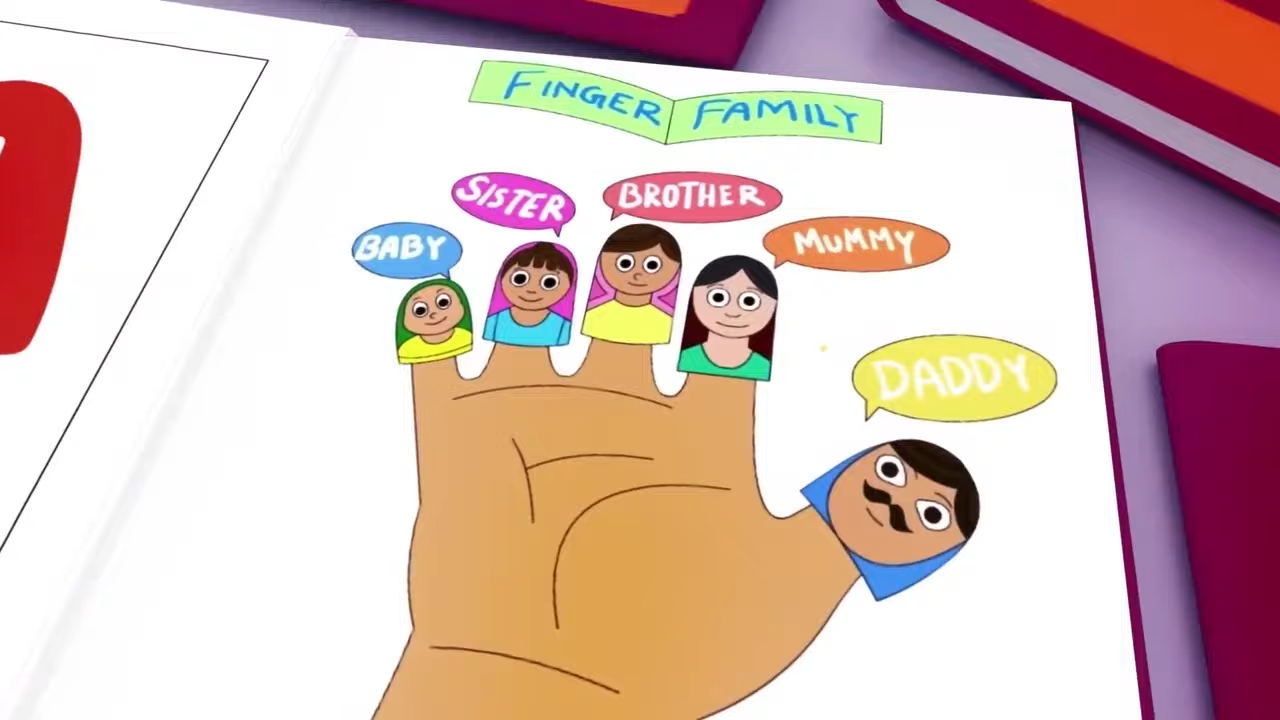 FINGER FAMILY
BABY
SISTER
BROTHER
MUMMY
DADDY